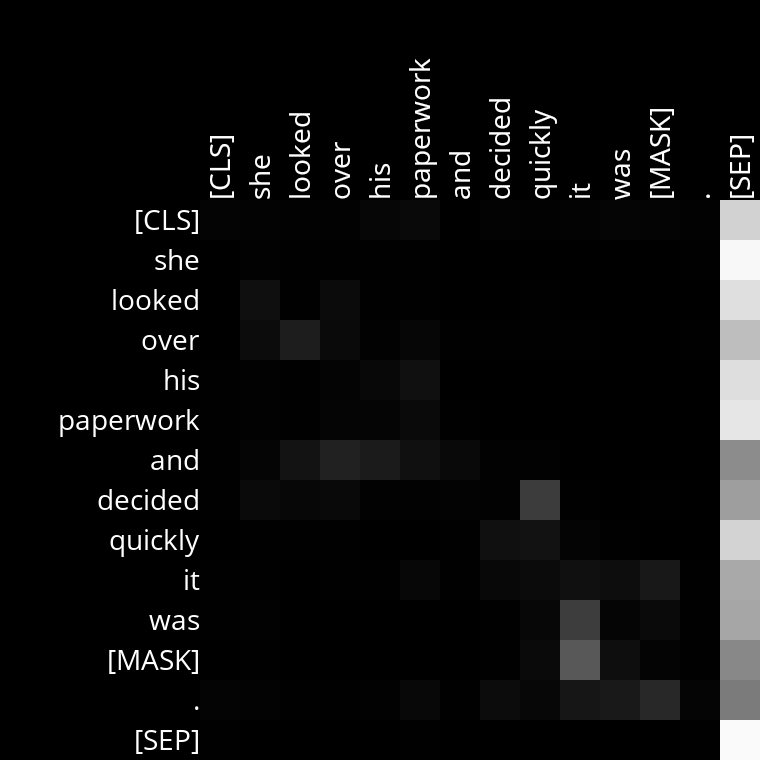 [CLS] she looked over his paperwork and decided quickly it was [MASK] . [SEP]
[CLS]
she
looked
over
his
paperwork
and
decided
quickly
it
was
[MASK]
.
[SEP]